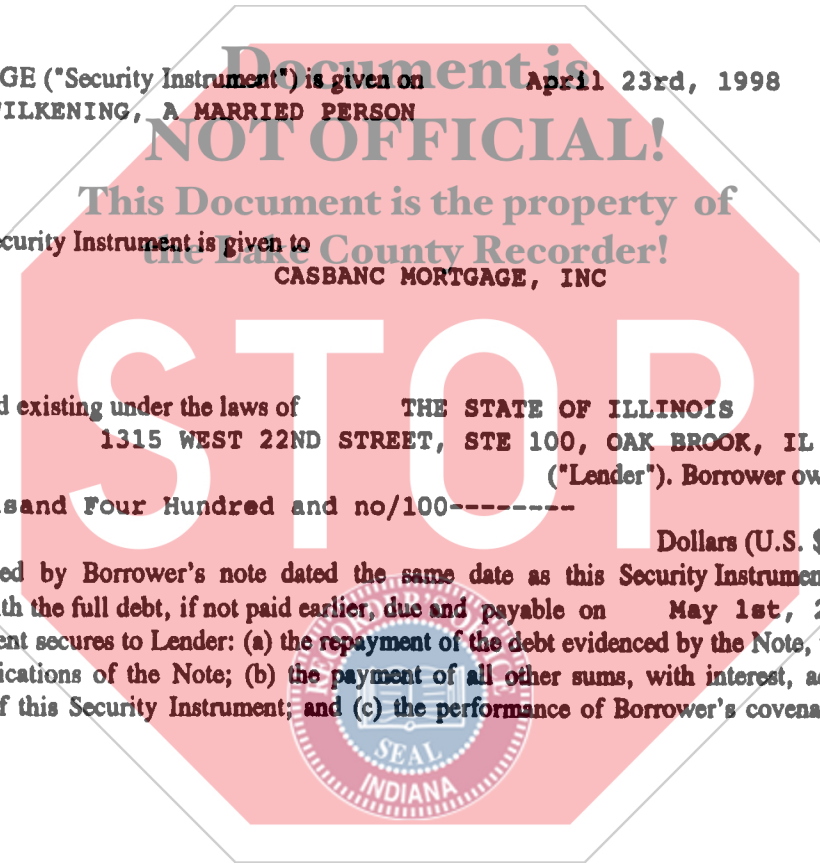 Document is
GE ("Security Instrument") is given on April 23rd, 1998
ILKENING, A MARRIED PERSON
NOT OFFICIAL!
This Document is the property of
ecurity Instrument is given to
the Lake County Recorder!
CASBANC MORTGAGE, INC
STOP
d existing under the laws of THE STATE OF ILLINOIS
1315 WEST 22ND STREET, STE 100, OAK BROOK, IL
("Lender"). Borrower ow
sand Four Hundred and no/100---------
Dollars (U.S. $
ed by Borrower's note dated the same date as this Security Instrumen
th the full debt, if not paid earlier, due and payable on May 1st, 2
ent secures to Lender: (a) the repayment of the debt evidenced by the Note,
ications of the Note; (b) the payment of all other sums, with interest, a
f this Security Instrument; and (c) the performance of Borrower's covena
RECORDER'S OFFICE
SEAL
INDIANA